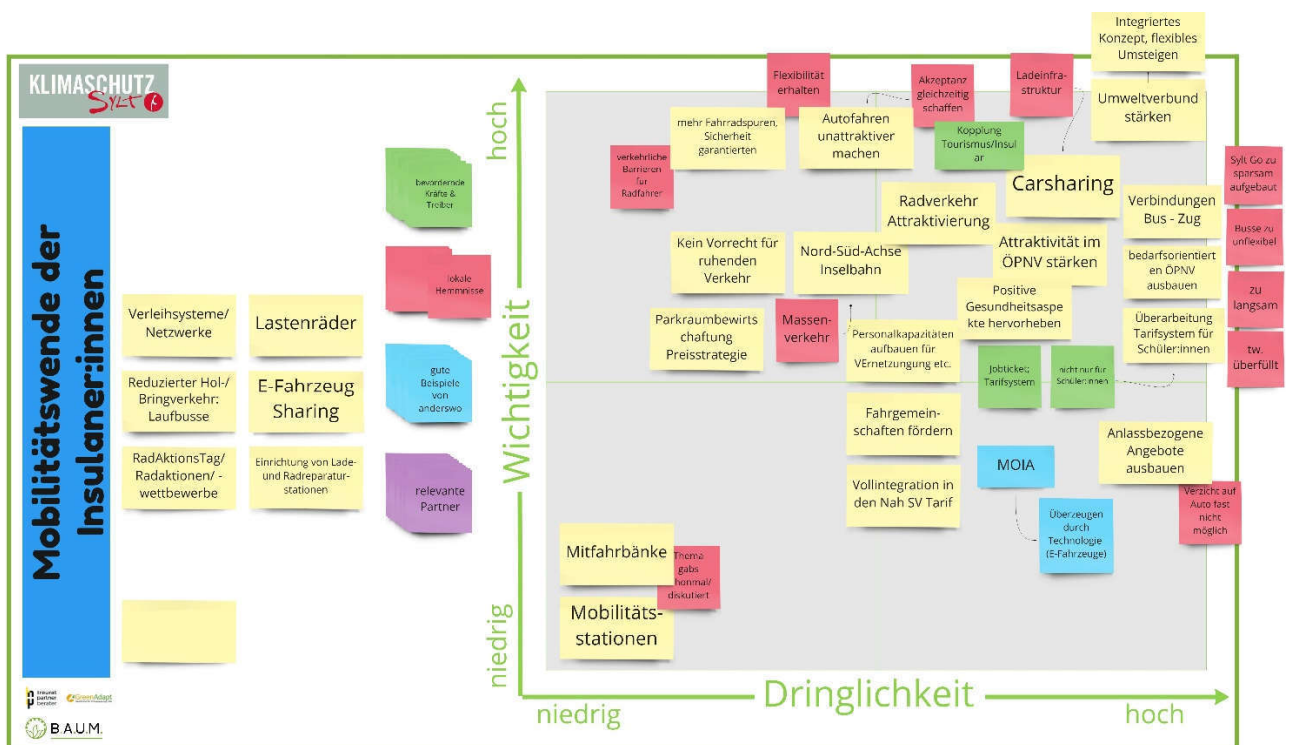 KLIMASCHUTZ
SYLT
Mobilitätswende der
Insulaner:innen
Verleihsysteme/
Netzwerke
Lastenräder
Reduzierter Hol-/
Bringverkehr:
Laufbusse
E-Fahrzeug
Sharing
RadAktionsTag/
Radaktionen/ -
wettbewerbe
Einrichtung von Lade-
und Radreparatur-
stationen
bevordernde
Kräfte &
Treiber
lokale
Hemmnisse
gute
Beispiele
von
anderswo
relevante
Partner
hoch
Wichtigkeit
niedrig
niedrig
Dringlichkeit
hoch
Integriertes
Konzept, flexibles
Umsteigen
Umweltverbund
stärken
Flexibilität
erhalten
Akzeptanz
gleichzeitig
schaffen
Ladeinfra-
struktur
mehr Fahrradspuren,
Sicherheit
garantierten
Autofahren
unattraktiver
machen
Kopplung
Tourismus/Insul
ar
verkehrliche
Barrieren
für
Radfahrer
Carsharing
Sylt Go zu
sparsam
aufgebaut
Radverkehr
Attraktivierung
Verbindungen
Bus - Zug
Busse zu
unflexibel
Kein Vorrecht für
ruhenden
Verkehr
Nord-Süd-Achse
Inselbahn
Attraktivität im
ÖPNV stärken
bedarfsorientiert
en ÖPNV
ausbauen
zu
langsam
Parkraumbewirts
chaftung
Preisstrategie
Massen-
verkehr
Positive
Gesundheitsaspe
kte hervorheben
Personalkapazitäten
aufbauen für
VErnetzungung etc.
Überarbeitung
Tarifsystem für
Schüler:innen
tw.
überfüllt
Jobticket;
Tarifsystem
nicht nur für
Schüler:innen
Fahrgemein-
schaften fördern
Anlassbezogene
Angebote
ausbauen
MOIA
Vollintegration in
den Nah SV Tarif
Verzicht auf
Auto fast
nicht
möglich
Überzeugen
durch
Technologie
(E-Fahrzeuge)
Mitfahrbänke
Thema
gabs
chonmal/
diskutiert
Mobilitäts-
stationen
treurat
partner
berater
GreenAdapt
B.A.U.M.